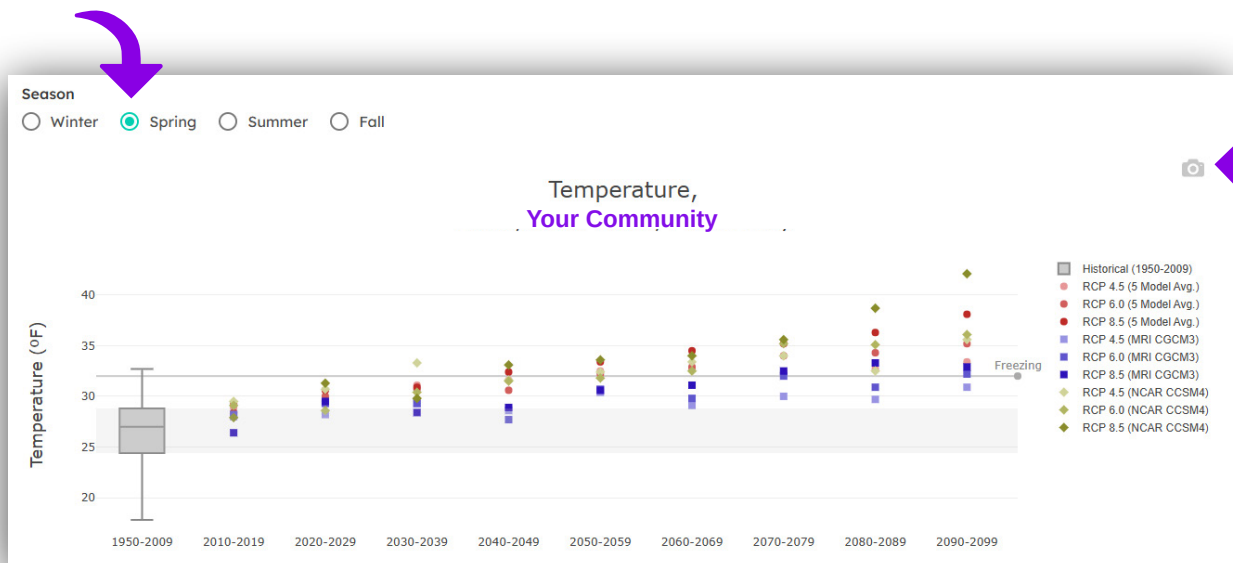 Season
Winter Spring Summer Fall
Temperature,
Your Community
Temperature (ºF)
40
35
30
25
20
Freezing
1950-2009 2010-2019 2020-2029 2030-2039 2040-2049 2050-2059 2060-2069 2070-2079 2080-2089 2090-2099
Historical (1950-2009)
RCP 4.5 (5 Model Avg.)
RCP 6.0 (5 Model Avg.)
RCP 8.5 (5 Model Avg.)
RCP 4.5 (MRI CGCM3)
RCP 6.0 (MRI CGCM3)
RCP 8.5 (MRI CGCM3)
RCP 4.5 (NCAR CCSM4)
RCP 6.0 (NCAR CCSM4)
RCP 8.5 (NCAR CCSM4)